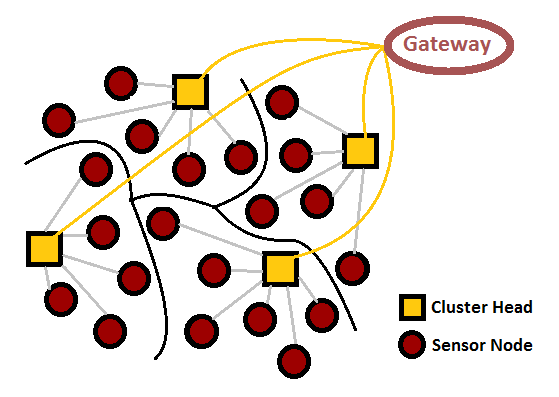 Gateway
Cluster Head
Sensor Node